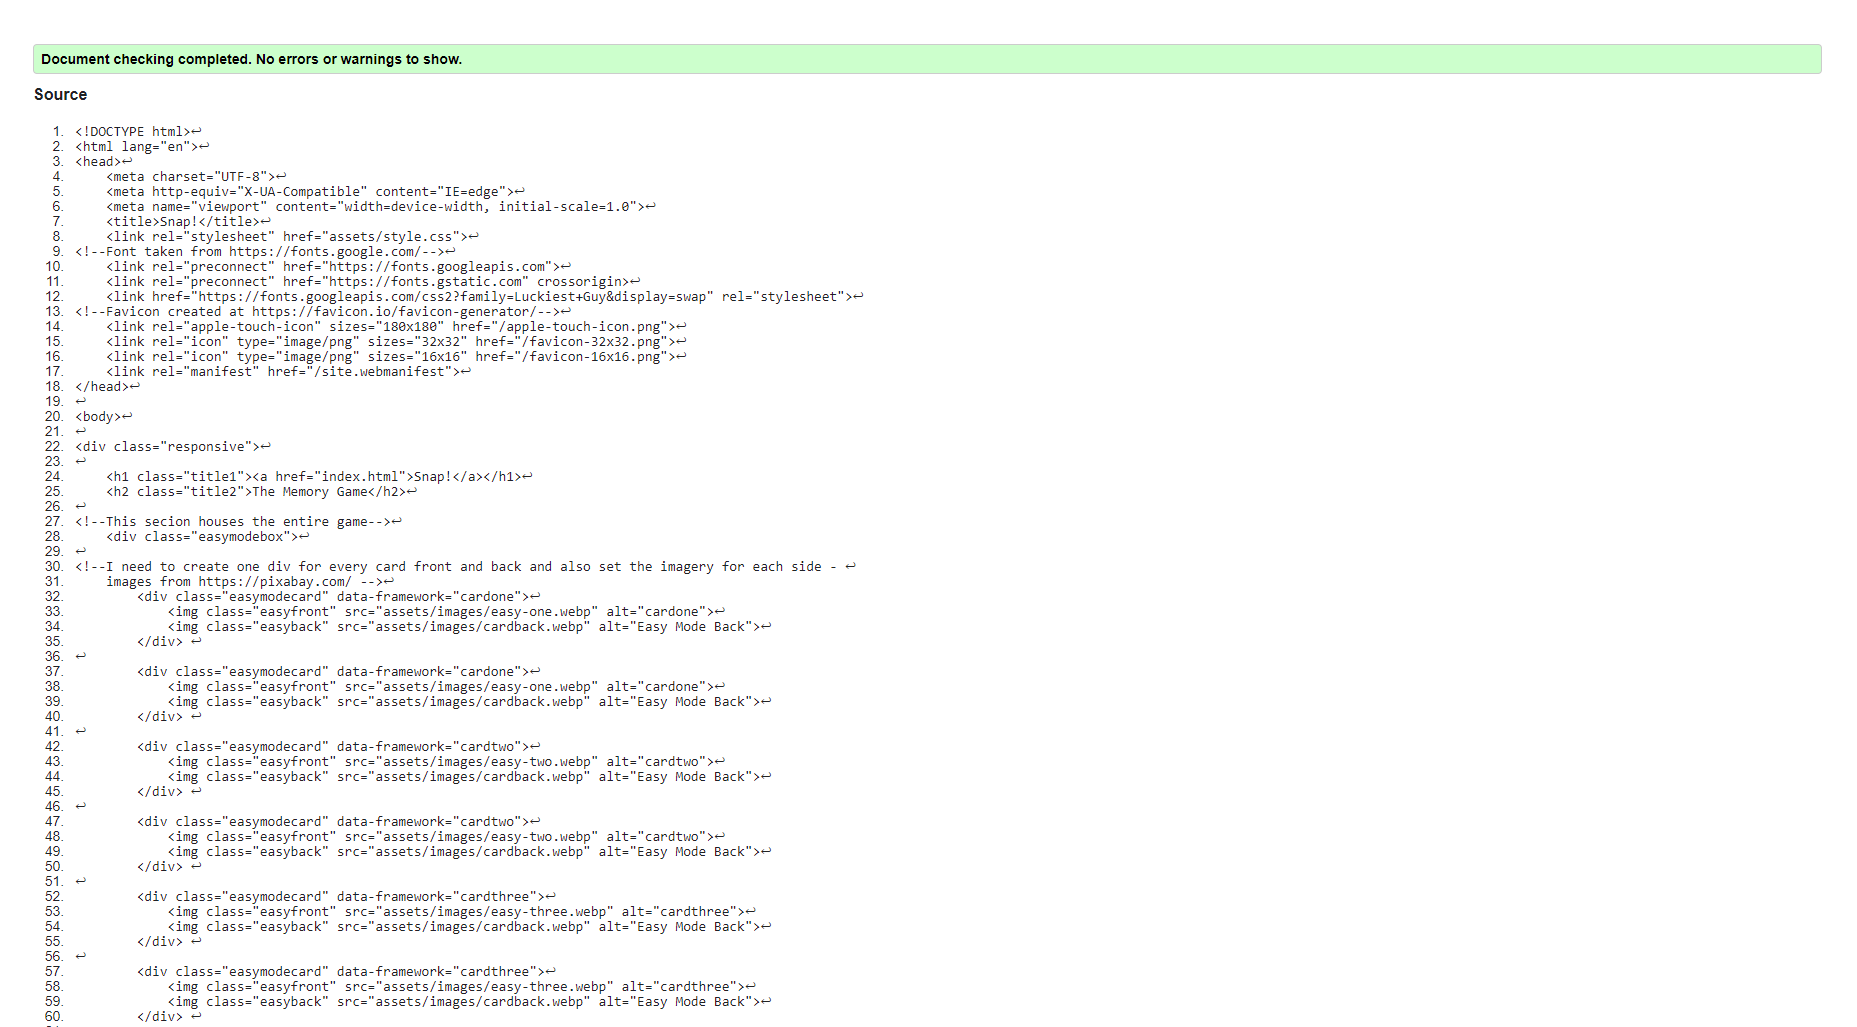 Document checking completed. No errors or warnings to show.
Source
1. <!DOCTYPE html>↩
2. <html lang="en">↩
3. <head>↩
4.     <meta charset="UTF-8">↩
5.     <meta http-equiv="X-UA-Compatible" content="IE=edge">↩
6.     <meta name="viewport" content="width=device-width, initial-scale=1.0">↩
7.     <title>Snap!</title>↩
8.     <link rel="stylesheet" href="assets/style.css">↩
9. <!--Font taken from https://fonts.google.com/-->↩
10.     <link rel="preconnect" href="https://fonts.googleapis.com">↩
11.     <link rel="preconnect" href="https://fonts.gstatic.com" crossorigin>↩
12.     <link href="https://fonts.googleapis.com/css2?family=Luckiest+Guy&display=swap" rel="stylesheet">↩
13. <!--Favicon created at https://favicon.io/favicon-generator/-->↩
14.     <link rel="apple-touch-icon" sizes="180x180" href="/apple-touch-icon.png">↩
15.     <link rel="icon" type="image/png" sizes="32x32" href="/favicon-32x32.png">↩
16.     <link rel="icon" type="image/png" sizes="16x16" href="/favicon-16x16.png">↩
17.     <link rel="manifest" href="/site.webmanifest">↩
18. </head>↩
19. ↩
20. <body>↩
21. ↩
22. <div class="responsive">↩
23. ↩
24.     <h1 class="title1"><a href="index.html">Snap!</a></h1>↩
25.     <h2 class="title2">The Memory Game</h2>↩
26. ↩
27. <!--This secion houses the entire game-->↩
28.     <div class="easymodebox">↩
29. ↩
30. <!--I need to create one div for every card front and back and also set the imagery for each side - ↩
31.     images from https://pixabay.com/ -->↩
32.         <div class="easymodecard" data-framework="cardone">↩
33.             <img class="easyfront" src="assets/images/easy-one.webp" alt="cardone">↩
34.             <img class="easyback" src="assets/images/cardback.webp" alt="Easy Mode Back">↩
35.         </div> ↩
36. ↩
37.         <div class="easymodecard" data-framework="cardone">↩
38.             <img class="easyfront" src="assets/images/easy-one.webp" alt="cardone">↩
39.             <img class="easyback" src="assets/images/cardback.webp" alt="Easy Mode Back">↩
40.         </div> ↩
41. ↩
42.         <div class="easymodecard" data-framework="cardtwo">↩
43.             <img class="easyfront" src="assets/images/easy-two.webp" alt="cardtwo">↩
44.             <img class="easyback" src="assets/images/cardback.webp" alt="Easy Mode Back">↩
45.         </div> ↩
46. ↩
47.         <div class="easymodecard" data-framework="cardtwo">↩
48.             <img class="easyfront" src="assets/images/easy-two.webp" alt="cardtwo">↩
49.             <img class="easyback" src="assets/images/cardback.webp" alt="Easy Mode Back">↩
50.         </div> ↩
51. ↩
52.         <div class="easymodecard" data-framework="cardthree">↩
53.             <img class="easyfront" src="assets/images/easy-three.webp" alt="cardthree">↩
54.             <img class="easyback" src="assets/images/cardback.webp" alt="Easy Mode Back">↩
55.         </div> ↩
56. ↩
57.         <div class="easymodecard" data-framework="cardthree">↩
58.             <img class="easyfront" src="assets/images/easy-three.webp" alt="cardthree">↩
59.             <img class="easyback" src="assets/images/cardback.webp" alt="Easy Mode Back">↩
60.         </div> ↩